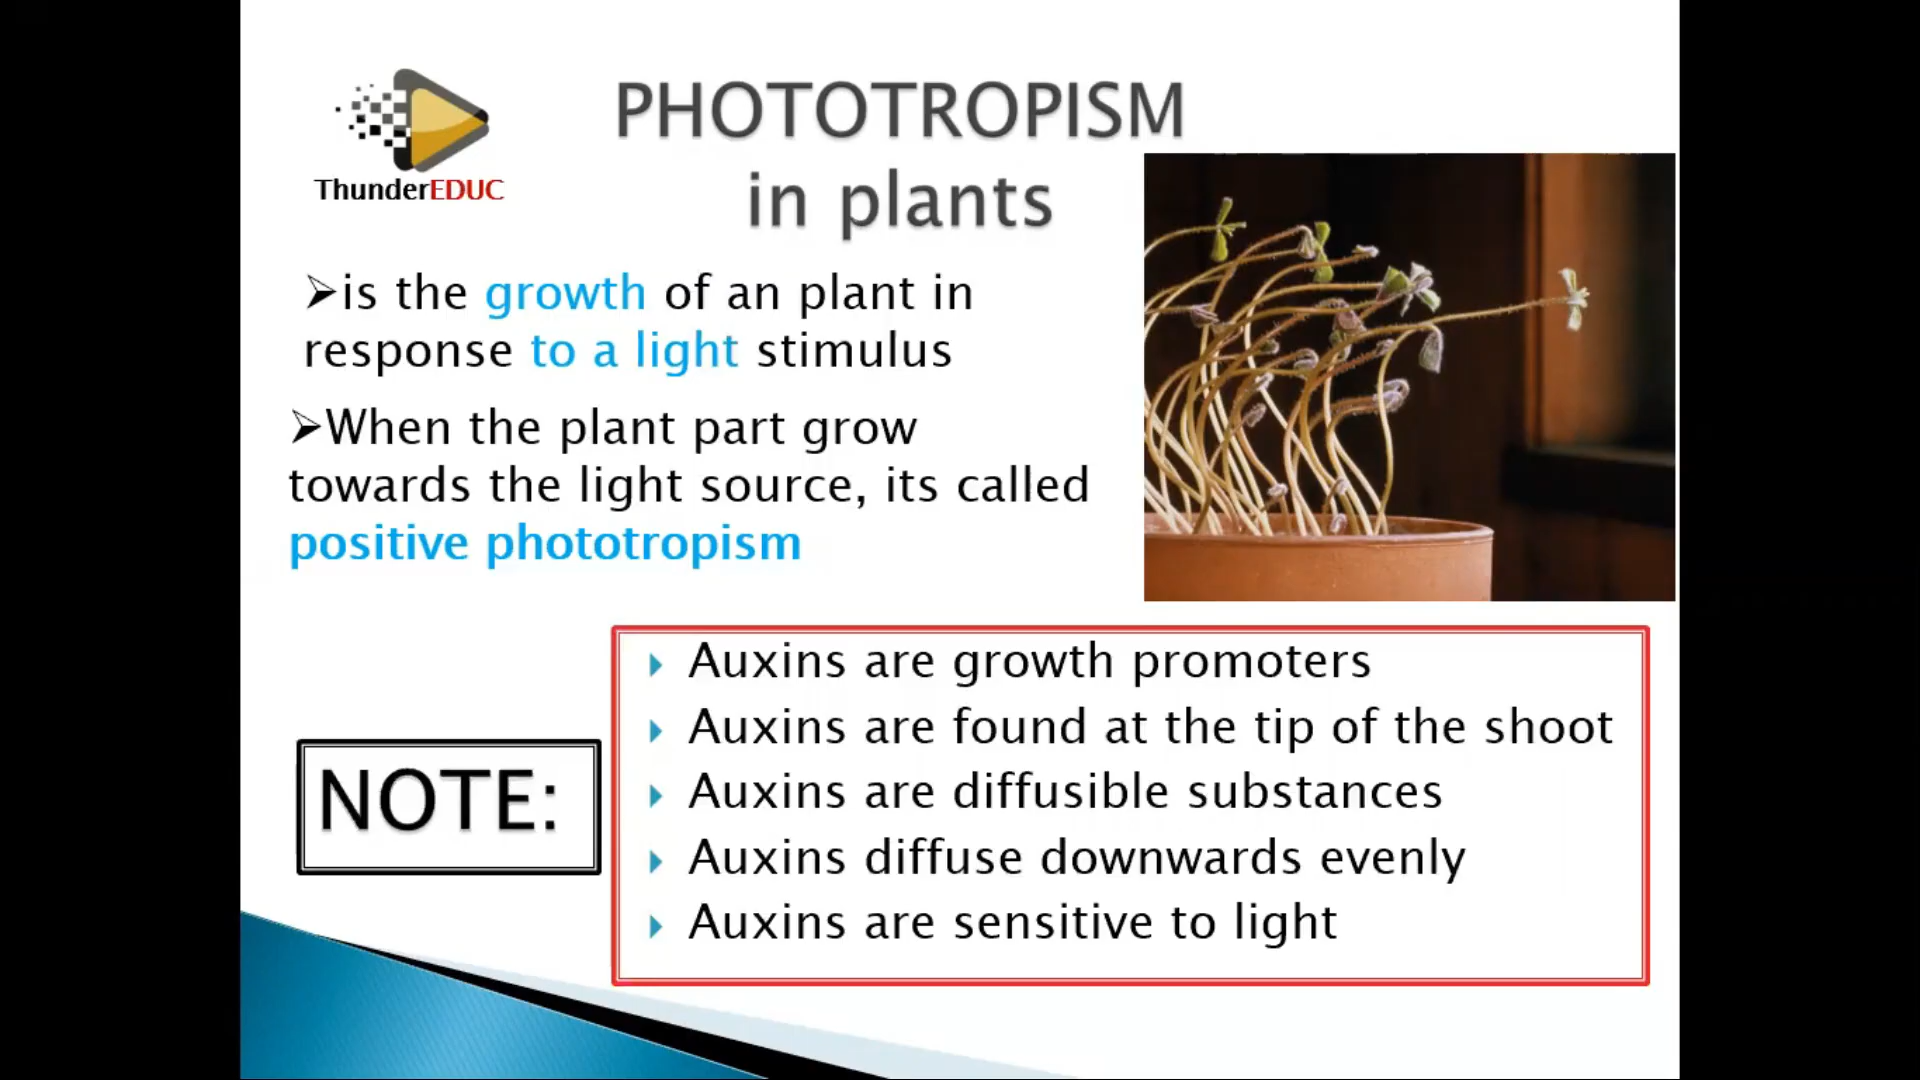 ThunderEDUC
PHOTOTROPISM
in plants
➢is the growth of an plant in
response to a light stimulus
➢When the plant part grow
towards the light source, its called
positive phototropism
NOTE:
Auxins are growth promoters
Auxins are found at the tip of the shoot
Auxins are diffusible substances
Auxins diffuse downwards evenly
Auxins are sensitive to light